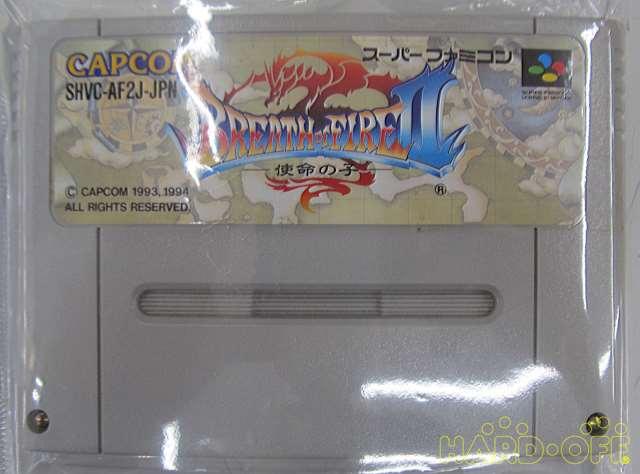 CAPCOM
SHVC-AF2J-JPN
スーパーファミコン
BREATH OF FIRE II
使命の子
®
© CAPCOM 1993, 1994
ALL RIGHTS RESERVED.
HARD·OFF